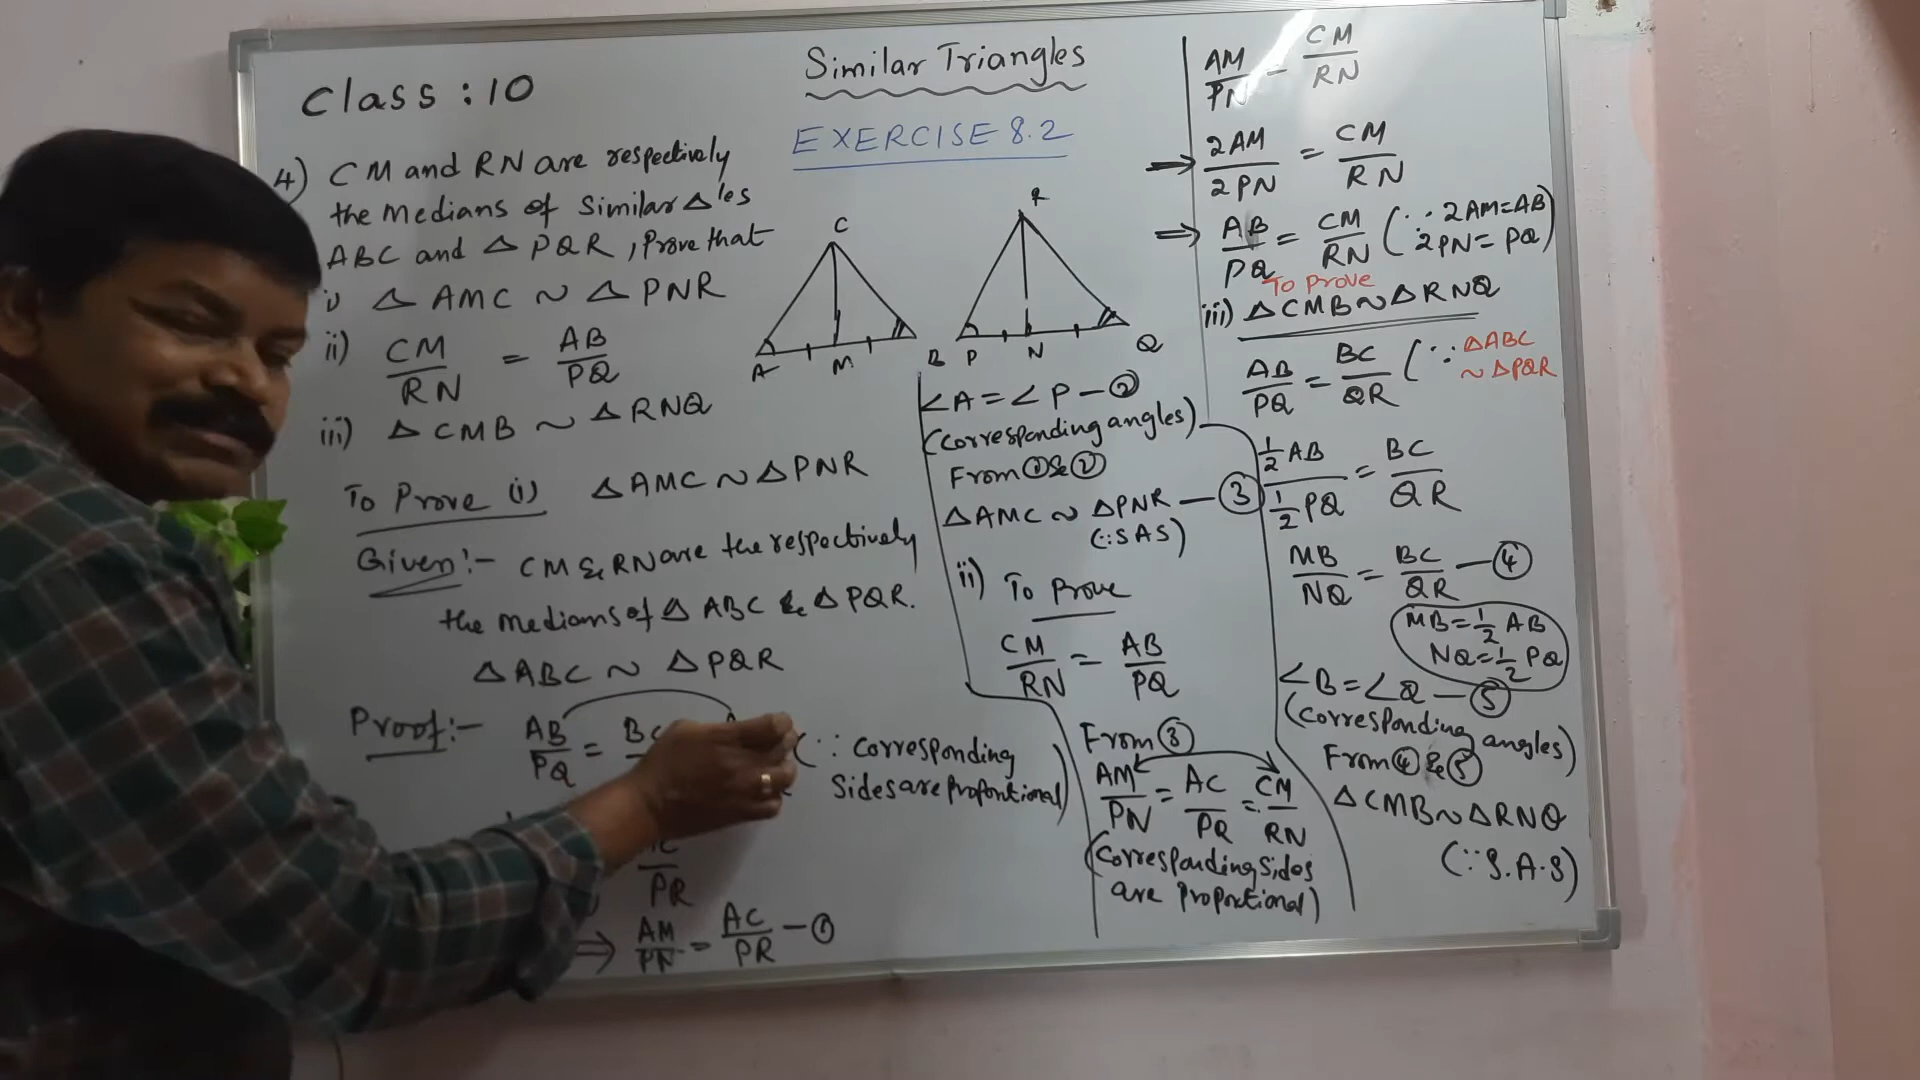 Class : 10
Similar Triangles
EXERCISE 8.2
4) CM and RN are respectively
the Medians of Similar △les
ABC and △ PQR, Prove that
i) △ AMC ~ △ PNR
ii) CM/RN = AB/PQ
iii) △ CMB ~ △ RNQ
To Prove (i) △AMC ~ △PNR
Given:- CM & RN are the respectively
the Medians of △ ABC & △ PQR.
△ABC ~ △PQR
Proof:- AB/PQ = BC
(∵ Corresponding
Sides are Proportional)
PR
⇒ AM/PN = AC/PR - ①
C
A M B
R
P N Q
∠A = ∠P - ②
(Corresponding angles)
From ① & ②
△AMC ~ △PNR - ③
(∵ SAS)
ii) To Prove
CM/RN = AB/PQ
From ③
AM/PN = AC/PR = CM/RN
(Corresponding Sides
are Proportional)
AM/PN = CM/RN
⇒ 2AM/2PN = CM/RN
⇒ AB/PQ = CM/RN (∵ 2AM=AB
2PN = PQ)
To Prove
iii) △CMB ~ △RNQ
AB/PQ = BC/QR (∵ △ABC
~ △PQR
1/2 AB / 1/2 PQ = BC/QR
MB/NQ = BC/QR - ④
MB = 1/2 AB
NQ = 1/2 PQ
∠B = ∠Q - ⑤
(Corresponding
angles)
From ④ & ⑤
△CMB ~ △RNQ
(∵ S.A.S)